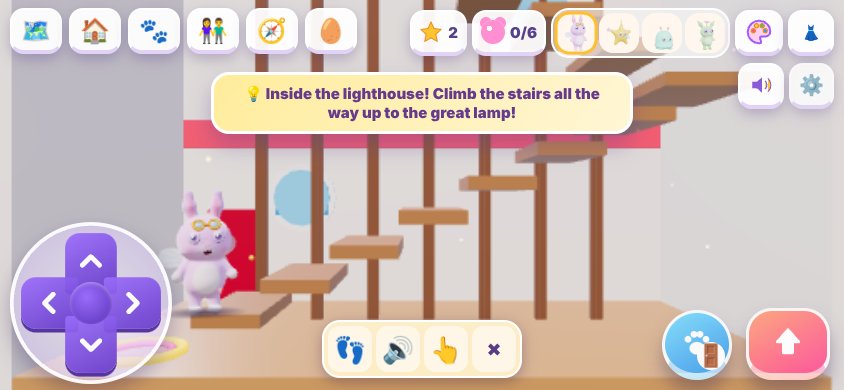 2
0/6
💡 Inside the lighthouse! Climb the stairs all the
way up to the great lamp!